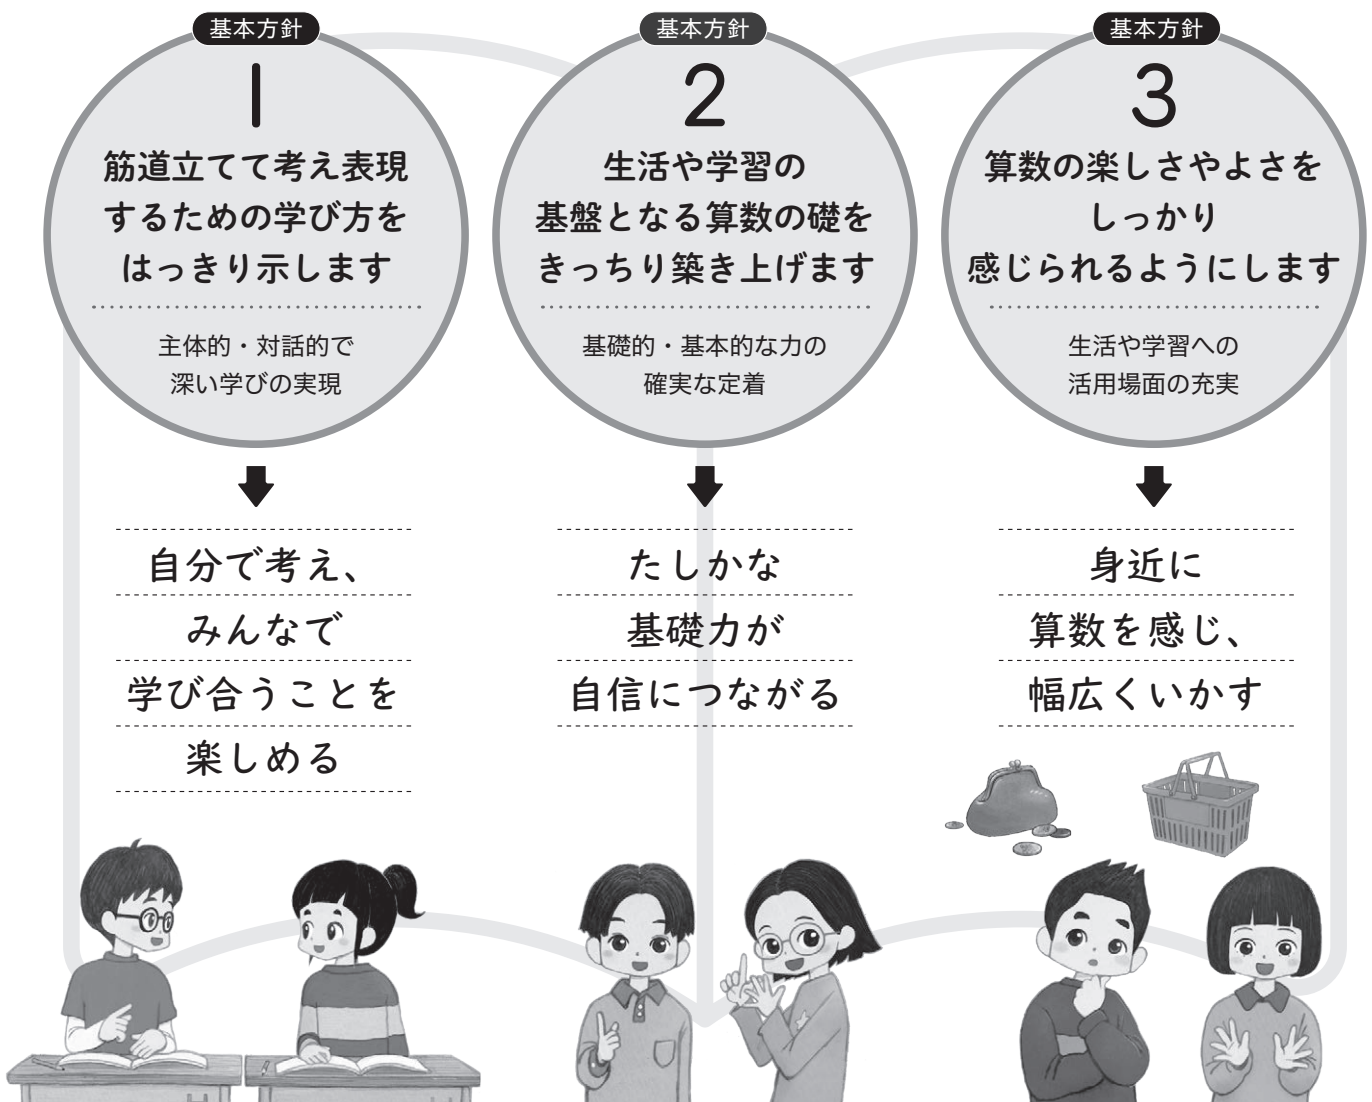 基本方針
1
筋道立てて考え表現
するための学び方を
はっきり示します
主体的・対話的で
深い学びの実現
自分で考え、
みんなで
学び合うことを
楽しめる
基本方針
2
生活や学習の
基盤となる算数の礎を
きっちり築き上げます
基礎的・基本的な力の
確実な定着
たしかな
基礎力が
自信につながる
基本方針
3
算数の楽しさやよさを
しっかり
感じられるようにします
生活や学習への
活用場面の充実
身近に
算数を感じ、
幅広くいかす